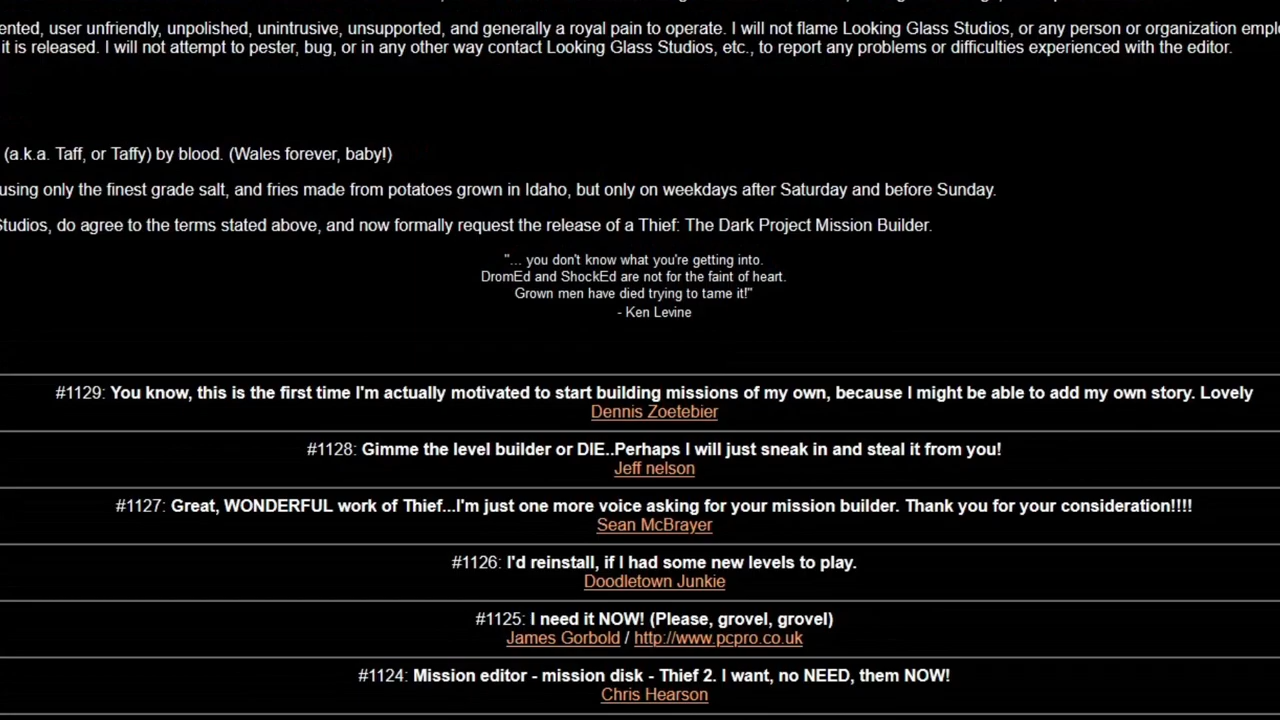 ented, user unfriendly, unpolished, unintrusive, unsupported, and generally a royal pain to operate. I will not flame Looking Glass Studios, or any person or organization emplo
it is released. I will not attempt to pester, bug, or in any other way contact Looking Glass Studios, etc., to report any problems or difficulties experienced with the editor.
(a.k.a. Taff, or Taffy) by blood. (Wales forever, baby!)
using only the finest grade salt, and fries made from potatoes grown in Idaho, but only on weekdays after Saturday and before Sunday.
Studios, do agree to the terms stated above, and now formally request the release of a Thief: The Dark Project Mission Builder.
"... you don't know what you're getting into.
DromEd and ShockEd are not for the faint of heart.
Grown men have died trying to tame it!"
- Ken Levine
#1129: You know, this is the first time I'm actually motivated to start building missions of my own, because I might be able to add my own story. Lovely
Dennis Zoetebier
#1128: Gimme the level builder or DIE..Perhaps I will just sneak in and steal it from you!
Jeff nelson
#1127: Great, WONDERFUL work of Thief...I'm just one more voice asking for your mission builder. Thank you for your consideration!!!!
Sean McBrayer
#1126: I'd reinstall, if I had some new levels to play.
Doodletown Junkie
#1125: I need it NOW! (Please, grovel, grovel)
James Gorbold / http://www.pcpro.co.uk
#1124: Mission editor - mission disk - Thief 2. I want, no NEED, them NOW!
Chris Hearson